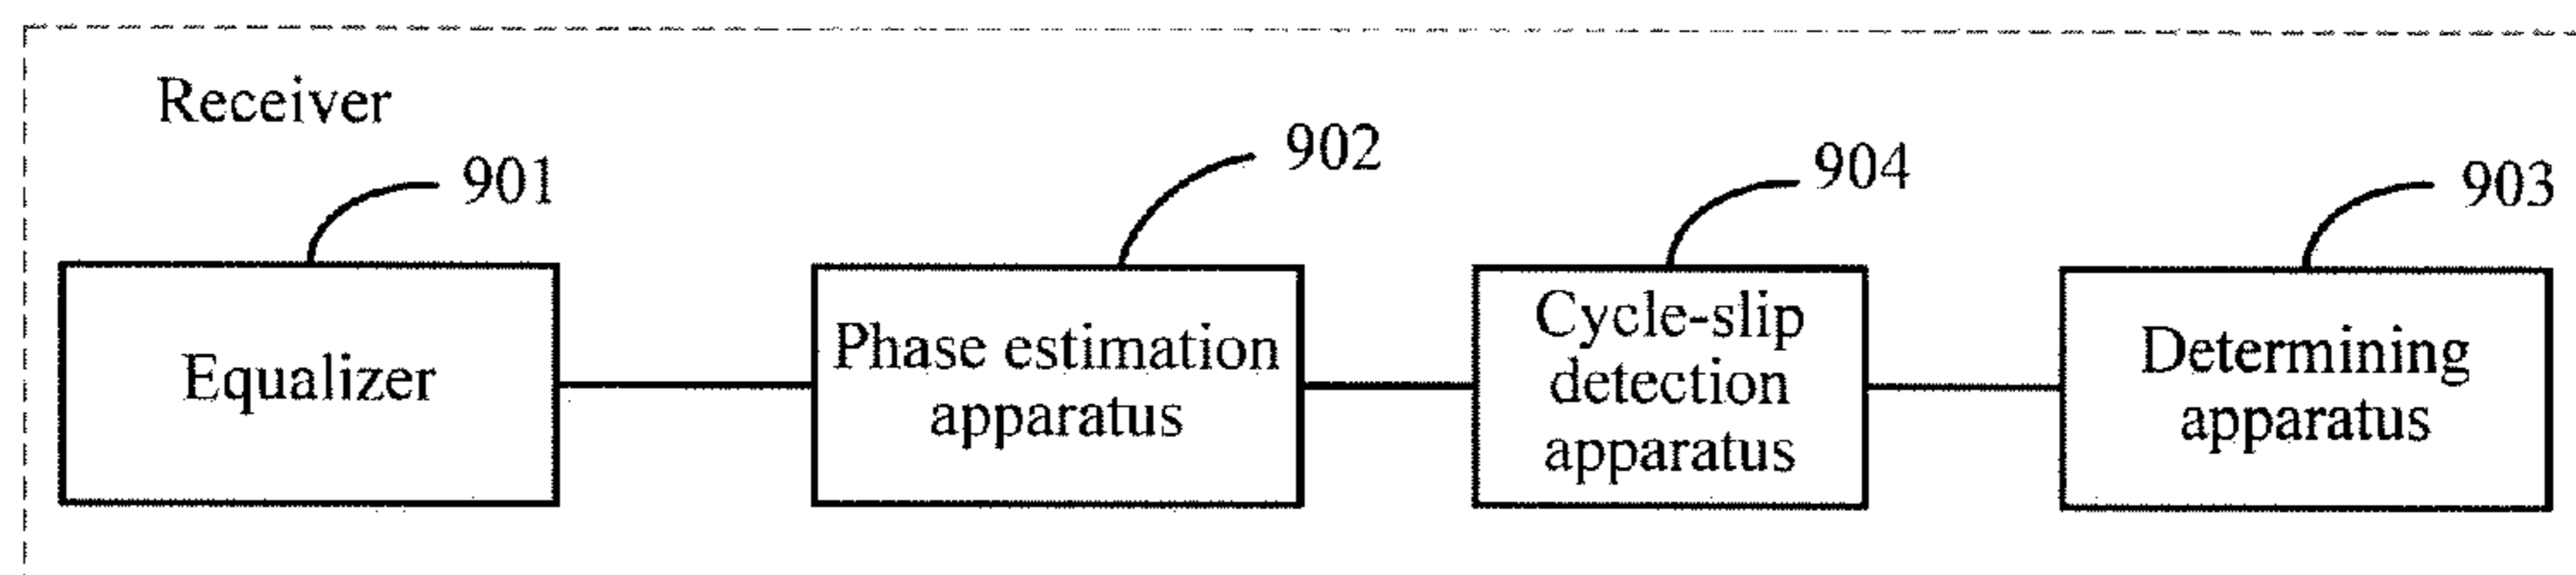 Receiver
901
902
904
903
Equalizer
Phase estimation
apparatus
Cycle-slip
detection
apparatus
Determining
apparatus